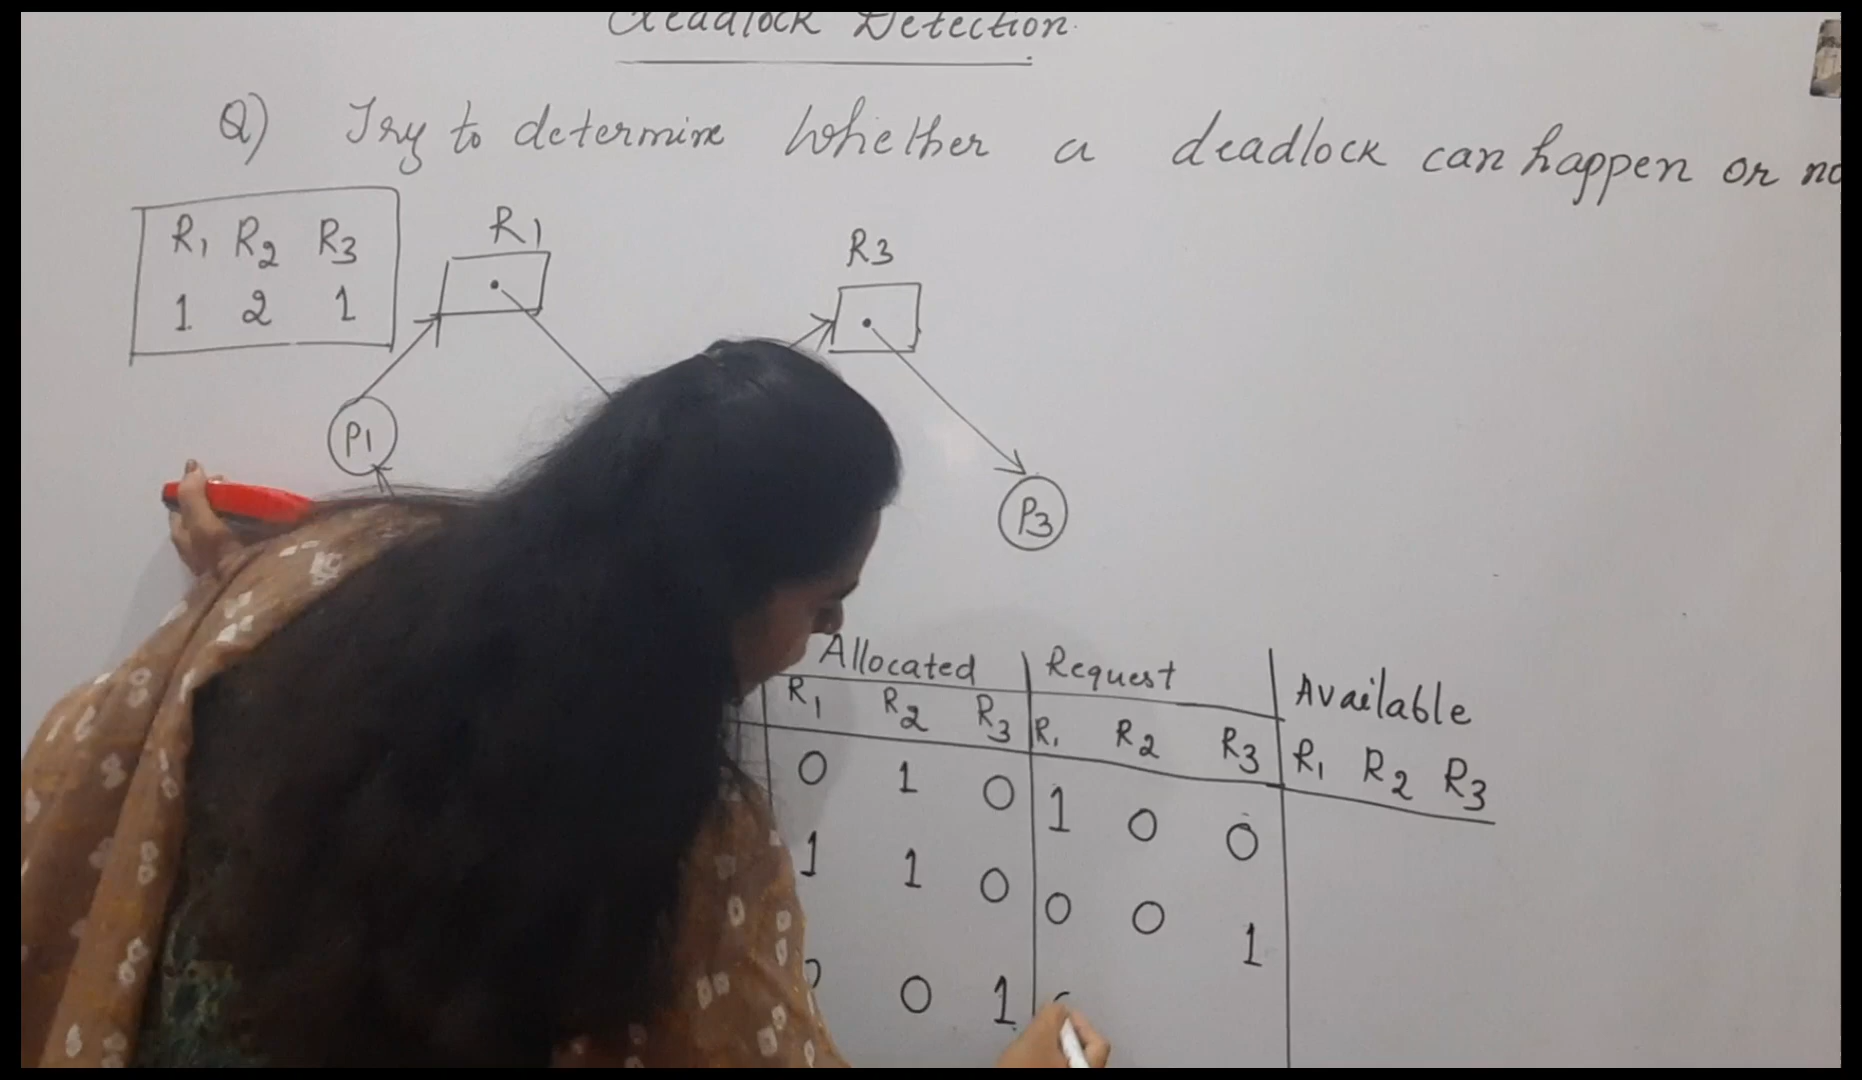 Deadlock Detection
Q) Try to determine Whether a deadlock can happen or no
R1 R2 R3
1 2 1
R1
R3
P1
P3
Allocated Request Available
R1 R2 R3 R1 R2 R3 R1 R2 R3
0 1 0 1 0 0
1 1 0 0 0 1
0 1